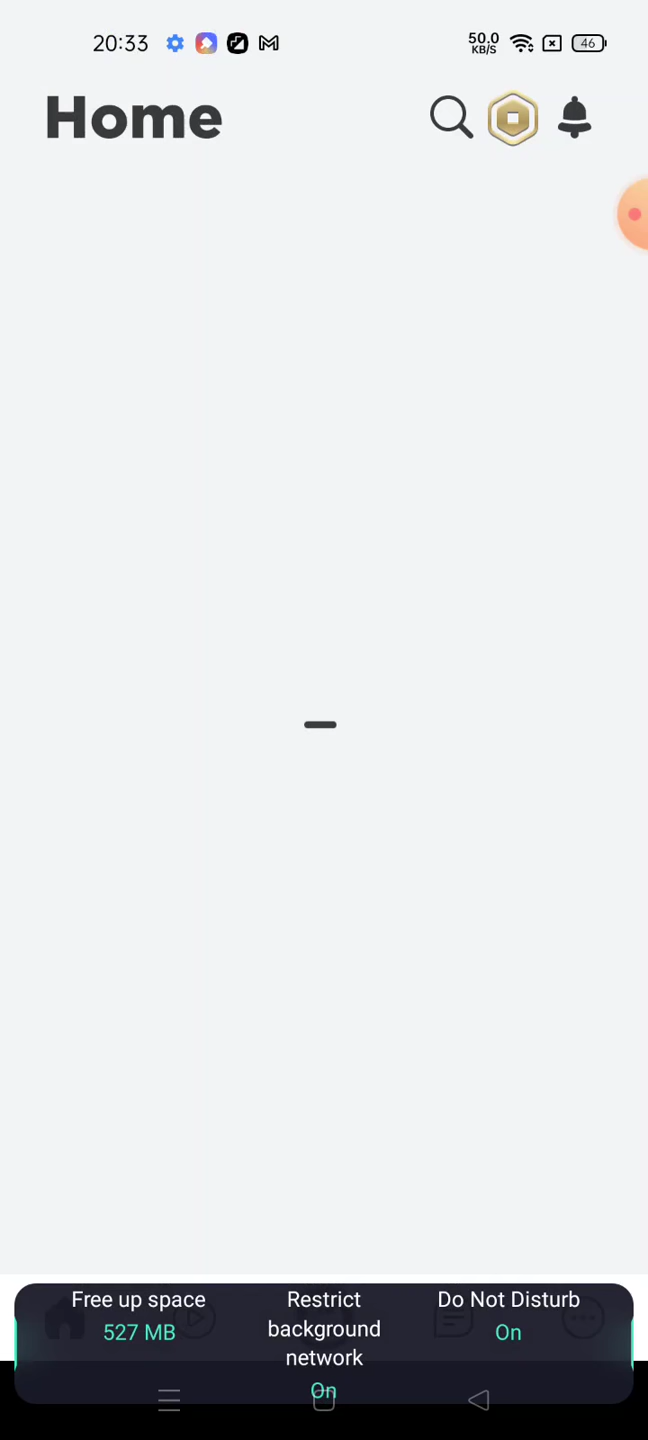 20:33
50.0
KB/S
46
Home
Free up space
527 MB
Restrict
background
network
On
Do Not Disturb
On